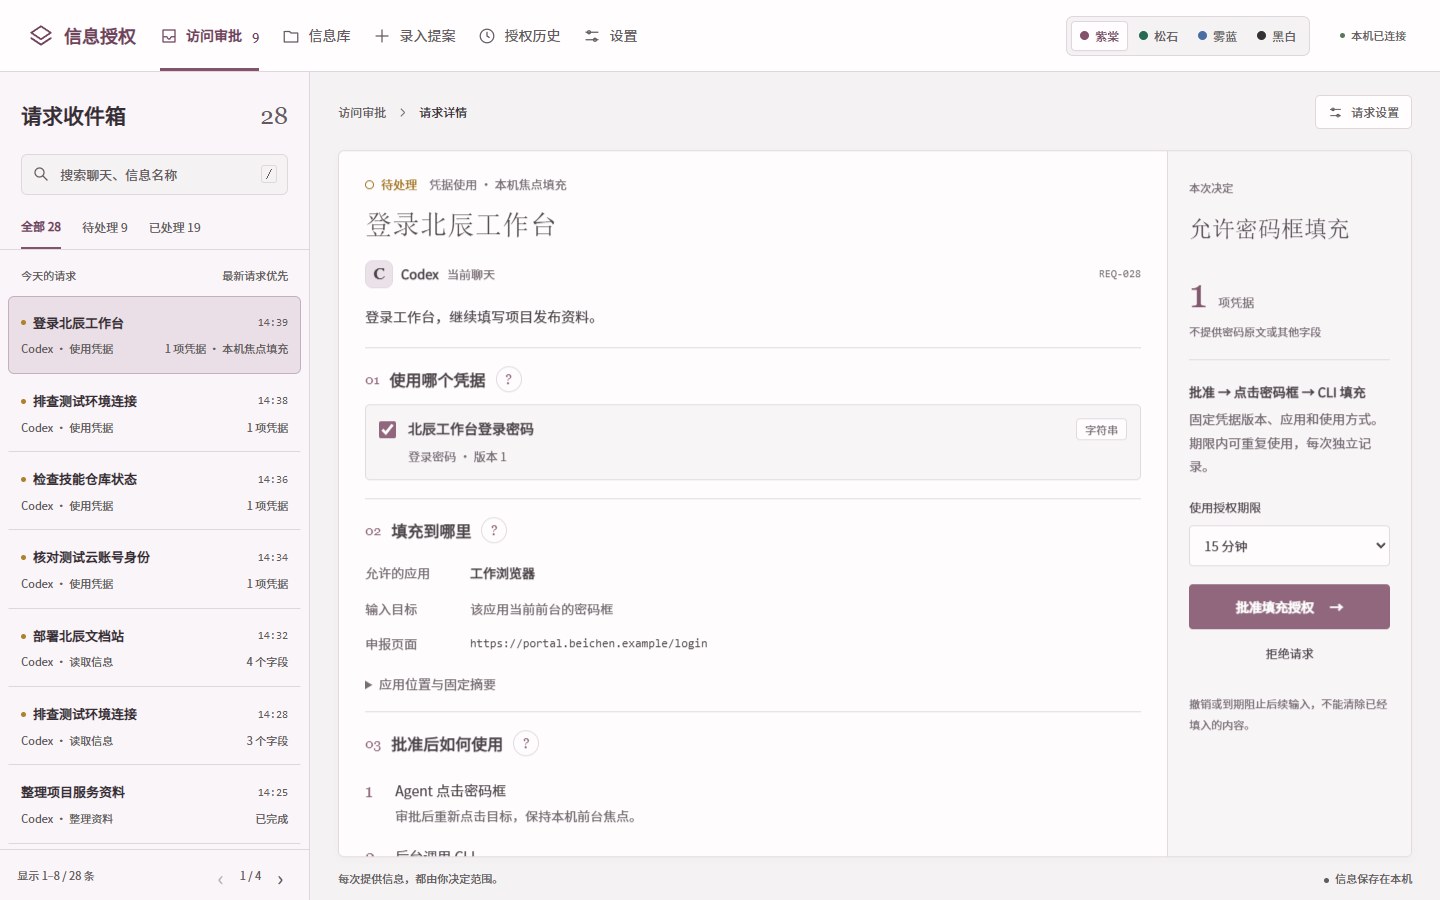 信息授权
访问审批 9
信息库
录入提案
授权历史
设置
紫棠
松石
雾蓝
黑白
本机已连接
请求收件箱 28
搜索聊天、信息名称 /
全部 28 待处理 9 已处理 19
今天的请求 最新请求优先
登录北辰工作台 14:39
Codex · 使用凭据 1 项凭据 · 本机焦点填充
排查测试环境连接 14:38
Codex · 使用凭据 1 项凭据
检查技能仓库状态 14:36
Codex · 使用凭据 1 项凭据
核对测试云账号身份 14:34
Codex · 使用凭据 1 项凭据
部署北辰文档站 14:32
Codex · 读取信息 4 个字段
排查测试环境连接 14:28
Codex · 读取信息 3 个字段
整理项目服务资料 14:25
Codex · 整理资料 已完成
显示 1–8 / 28 条 ‹ 1 / 4 ›
访问审批 > 请求详情
请求设置
待处理 凭据使用 · 本机焦点填充
登录北辰工作台
C Codex 当前聊天 REQ-028
登录工作台，继续填写项目发布资料。
01 使用哪个凭据 ?
北辰工作台登录密码 字符串
登录密码 · 版本 1
02 填充到哪里 ?
允许的应用 工作浏览器
输入目标 该应用当前前台的密码框
申报页面 https://portal.beichen.example/login
应用位置与固定摘要
03 批准后如何使用 ?
1 Agent 点击密码框
审批后重新点击目标，保持本机前台焦点。
2 后台调用 CLI
本次决定
允许密码框填充
1 项凭据
不提供密码原文或其他字段
批准 → 点击密码框 → CLI 填充
固定凭据版本、应用和使用方式。
期限内可重复使用，每次独立记
录。
使用授权期限
15 分钟
批准填充授权 →
拒绝请求
撤销或到期阻止后续输入，不能清除已经
填入的内容。
每次提供信息，都由你决定范围。
信息保存在本机